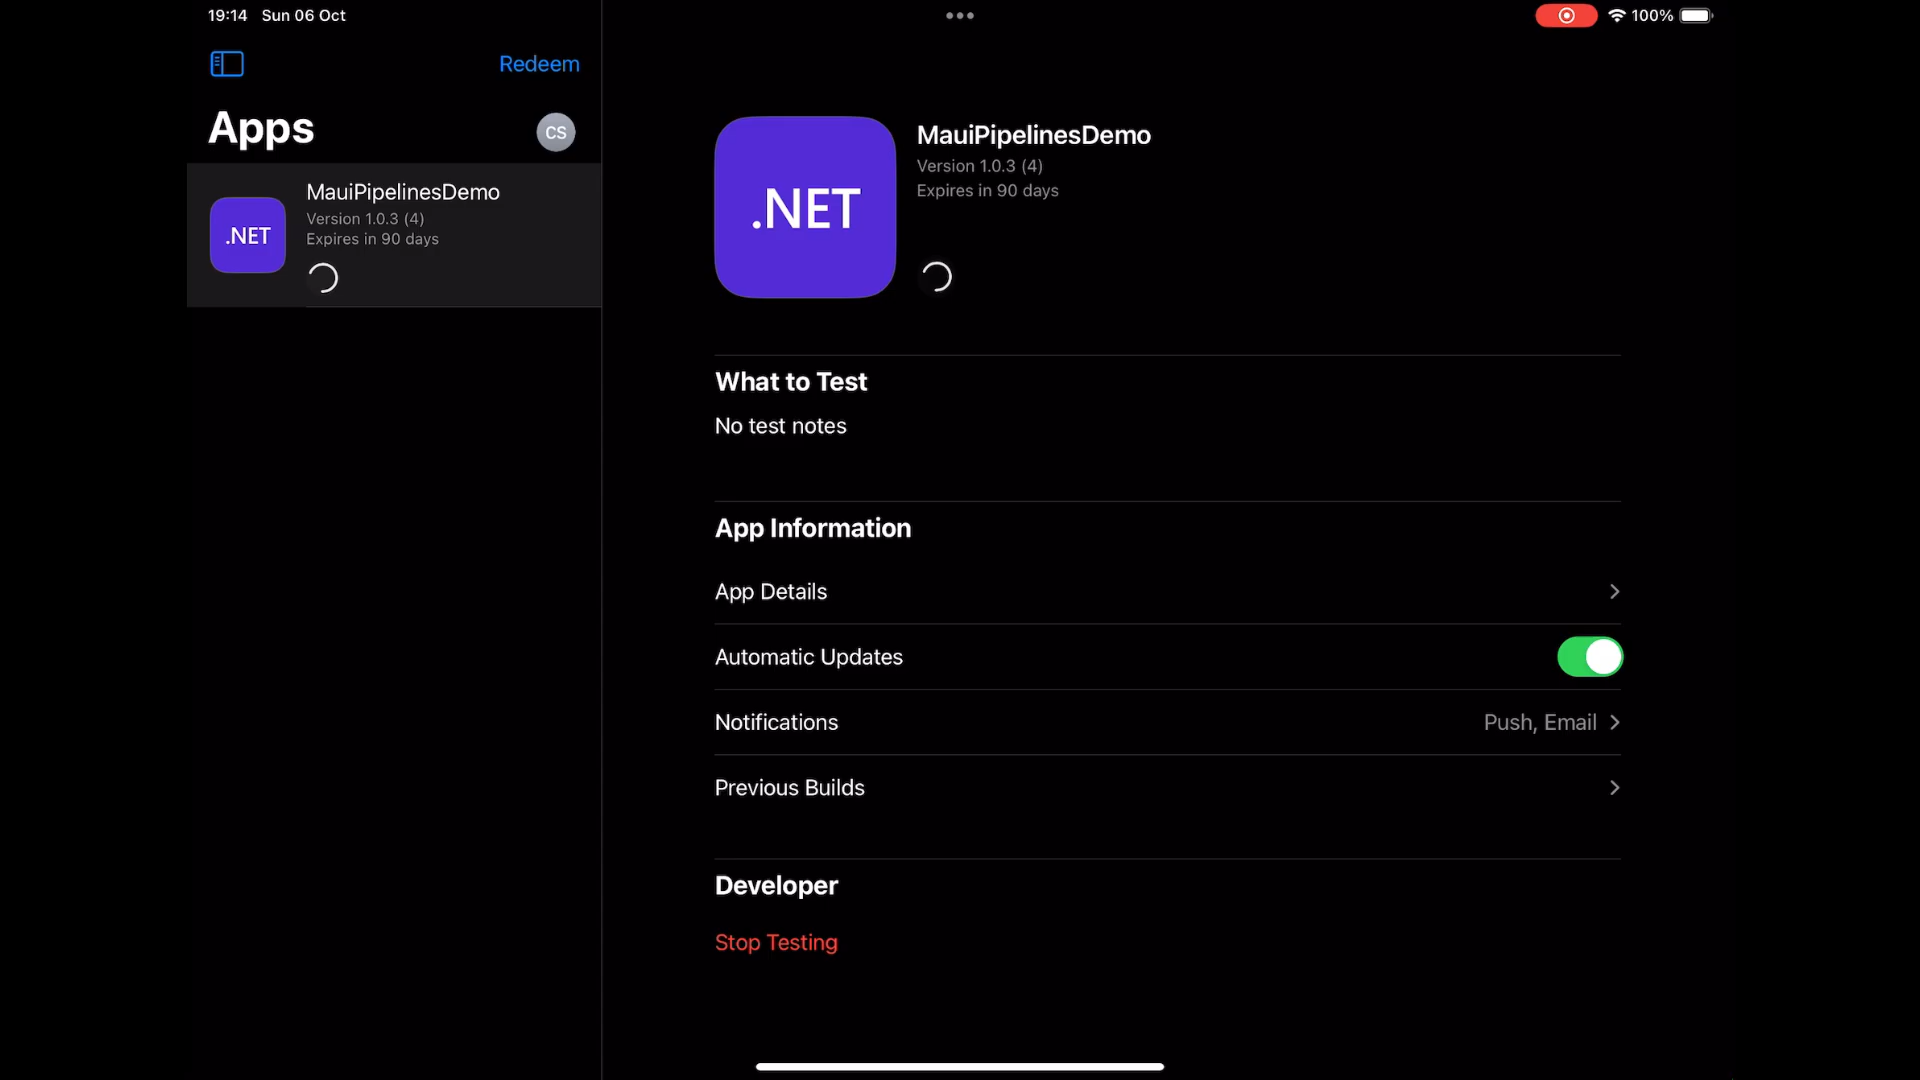 19:14 Sun 06 Oct
100%
Redeem
Apps
CS
.NET
MauiPipelinesDemo
Version 1.0.3 (4)
Expires in 90 days
.NET
MauiPipelinesDemo
Version 1.0.3 (4)
Expires in 90 days
What to Test
No test notes
App Information
App Details
Automatic Updates
Notifications Push, Email
Previous Builds
Developer
Stop Testing